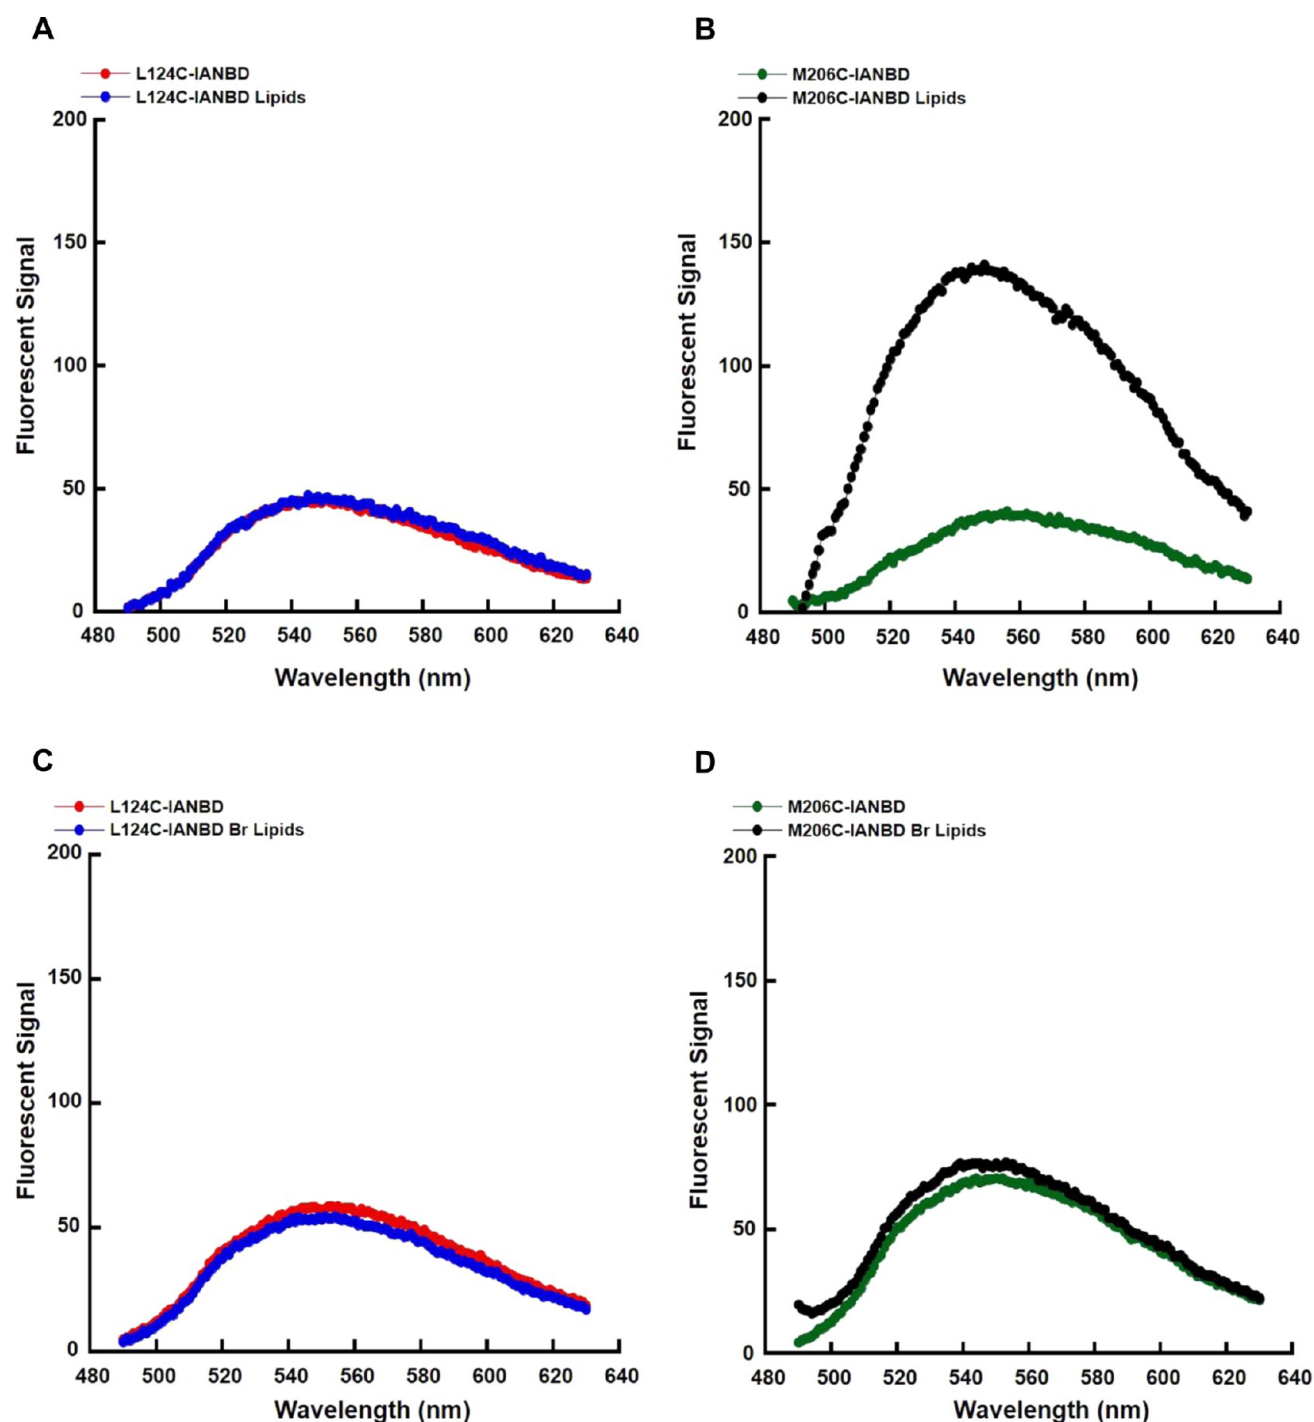 A
L124C-IANBD
L124C-IANBD Lipids
200
150
100
50
0
480 500 520 540 560 580 600 620 640
Fluorescent Signal
Wavelength (nm)
B
M206C-IANBD
M206C-IANBD Lipids
200
150
100
50
0
480 500 520 540 560 580 600 620 640
Fluorescent Signal
Wavelength (nm)
C
L124C-IANBD
L124C-IANBD Br Lipids
200
150
100
50
0
480 500 520 540 560 580 600 620 640
Fluorescent Signal
Wavelength (nm)
D
M206C-IANBD
M206C-IANBD Br Lipids
200
150
100
50
0
480 500 520 540 560 580 600 620 640
Fluorescent Signal
Wavelength (nm)